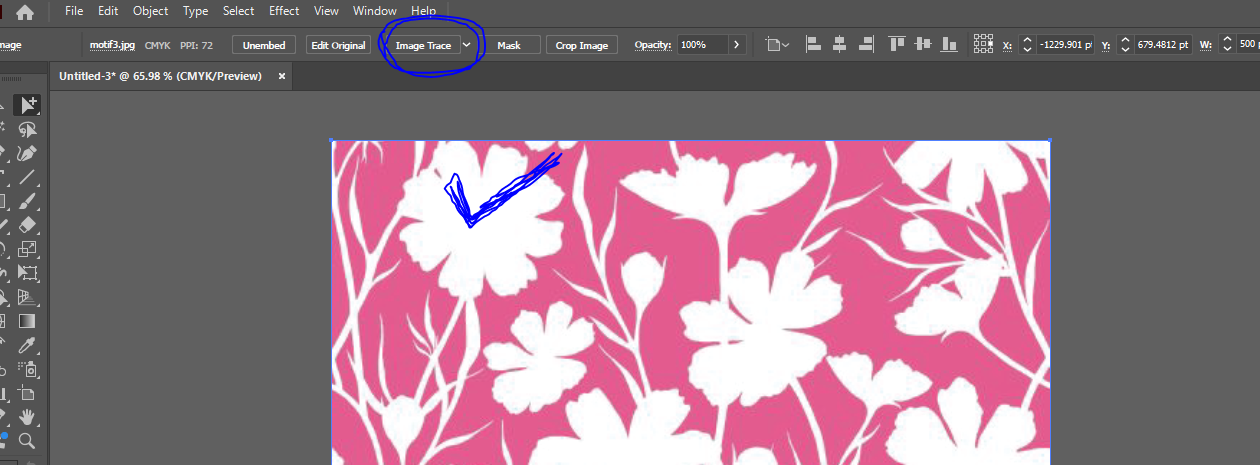 File Edit Object Type Select Effect View Window Help
mage motif3.jpg CMYK PPI: 72 Unembed Edit Original Image Trace Mask Crop Image Opacity: 100% X: -1229.901 pt Y: 679.4812 pt W: 500 p
Untitled-3* @ 65.98 % (CMYK/Preview) ×